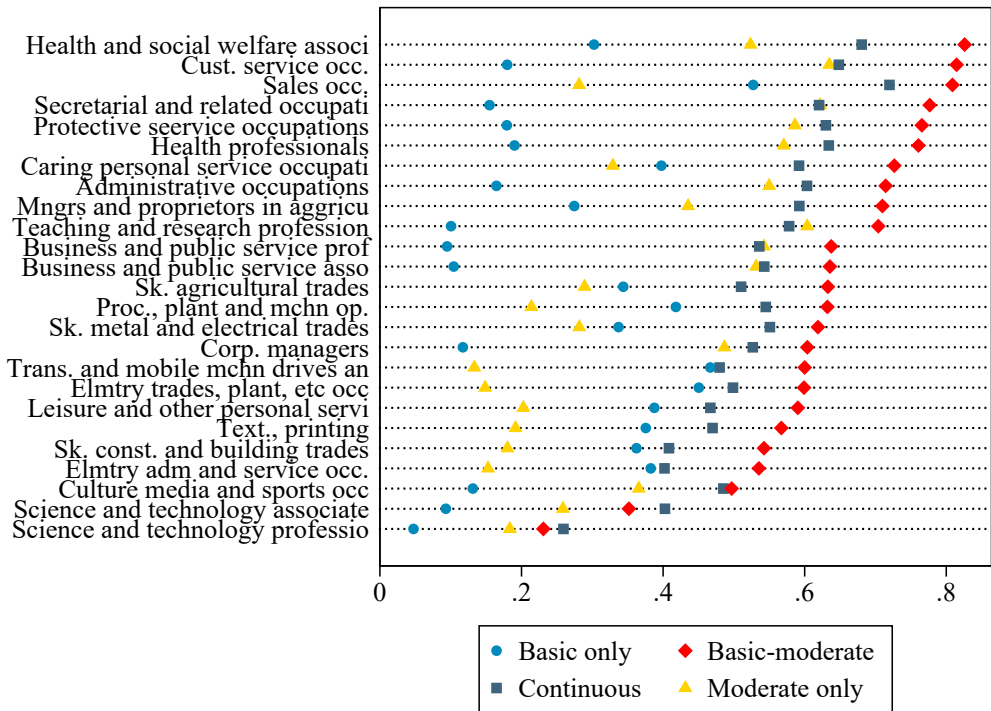 Health and social welfare associ
Cust. service occ.
Sales occ.
Secretarial and related occupati
Protective seervice occupations
Health professionals
Caring personal service occupati
Administrative occupations
Mngrs and proprietors in aggricu
Teaching and research profession
Business and public service prof
Business and public service asso
Sk. agricultural trades
Proc., plant and mchn op.
Sk. metal and electrical trades
Corp. managers
Trans. and mobile mchn drives an
Elmtry trades, plant, etc occ
Leisure and other personal servi
Text., printing
Sk. const. and building trades
Elmtry adm and service occ.
Culture media and sports occ
Science and technology associate
Science and technology professio
0 .2 .4 .6 .8
Basic only Basic-moderate
Continuous Moderate only